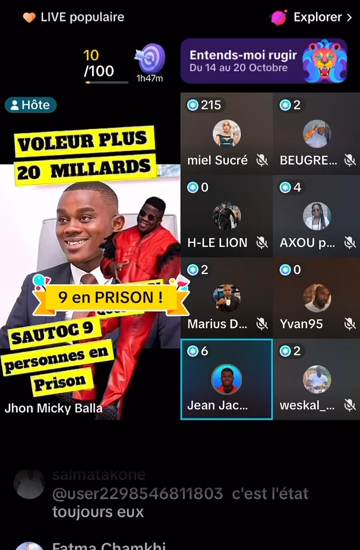 LIVE populaire
Explorer >
10
/100
1h47m
Entends-moi rugir
Du 14 au 20 Octobre
Hôte
VOLEUR PLUS
20 MILLARDS
9 en PRISON !
SAUTOC 9
personnes en
Prison
Jhon Micky Balla
215
miel Sucré
2
BEUGRE...
0
H-LE LION
4
AXOU p...
2
Marius D...
0
Yvan95
6
Jean Jac...
2
weskal_...
saimatakone
@user2298546811803 c'est l'état
toujours eux
Fatma Chamkhi